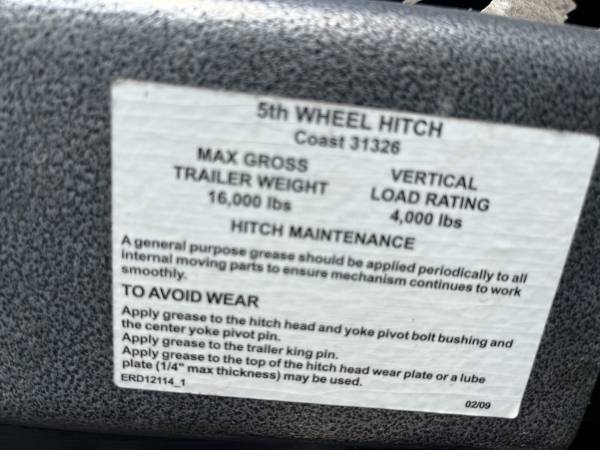 5th WHEEL HITCH
Coast 31326
MAX GROSS
TRAILER WEIGHT
16,000 lbs
VERTICAL
LOAD RATING
4,000 lbs
HITCH MAINTENANCE
A general purpose grease should be applied periodically to all
internal moving parts to ensure mechanism continues to work
smoothly.
TO AVOID WEAR
Apply grease to the hitch head and yoke pivot bolt bushing and
the center yoke pivot pin.
Apply grease to the trailer king pin.
Apply grease to the top of the hitch head wear plate or a lube
plate (1/4" max thickness) may be used.
ERD12114_1
02/09